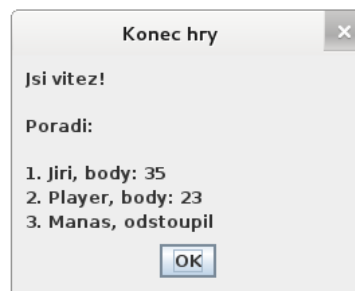 Konec hry
Jsi vitez!
Poradi:
1. Jiri, body: 35
2. Player, body: 23
3. Manas, odstoupil
OK